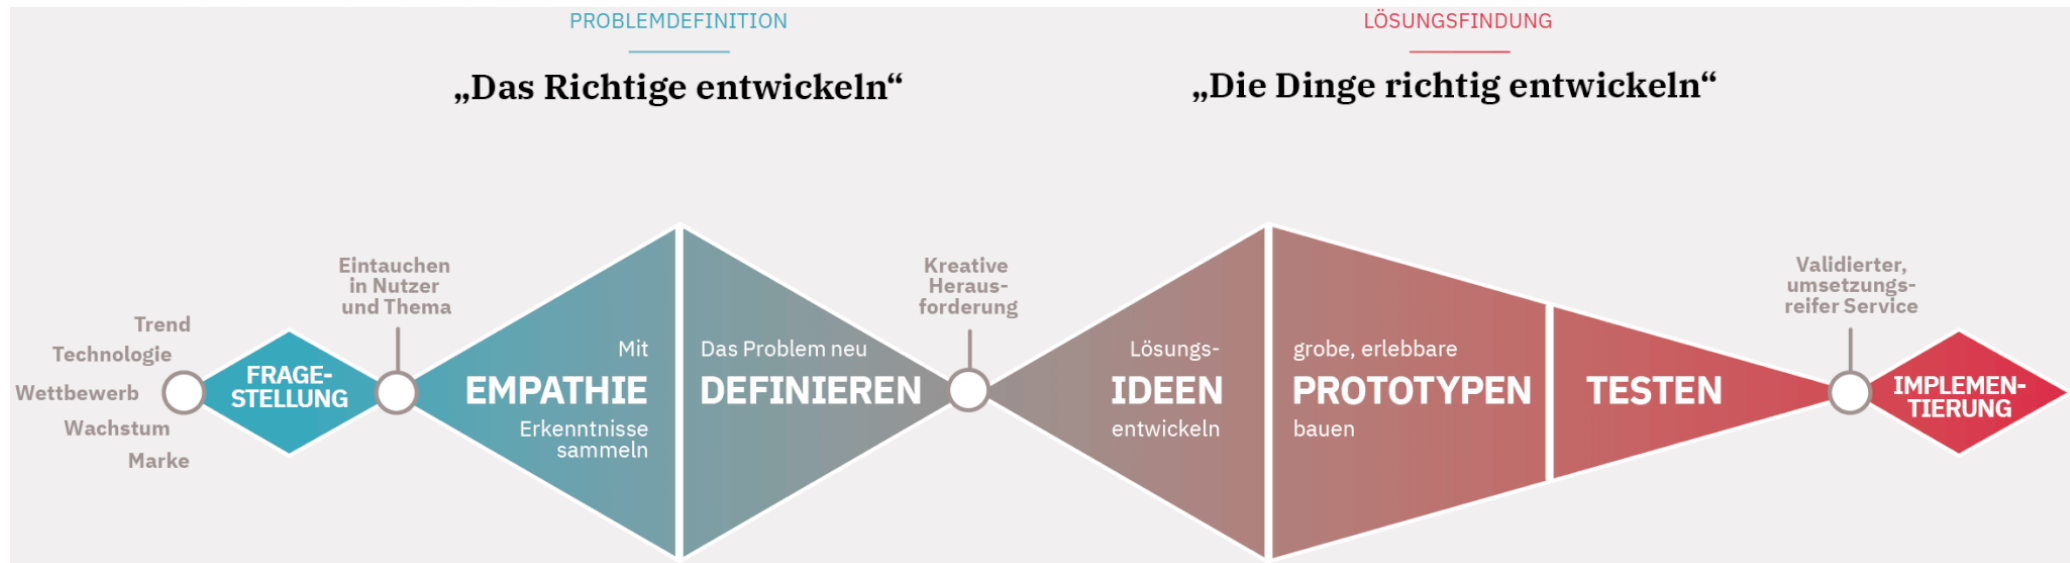 PROBLEMDEFINITION
„Das Richtige entwickeln“
LÖSUNGSFINDUNG
„Die Dinge richtig entwickeln“
Trend
Technologie
Wettbewerb
Wachstum
Marke
FRAGE-
STELLUNG
Eintauchen
in Nutzer
und Thema
Mit
EMPATHIE
Erkenntnisse
sammeln
Das Problem neu
DEFINIEREN
Kreative
Heraus-
forderung
Lösungs-
IDEEN
entwickeln
grobe, erlebbare
PROTOTYPEN
bauen
TESTEN
Validierter,
umsetzungs-
reifer Service
IMPLEMEN-
TIERUNG